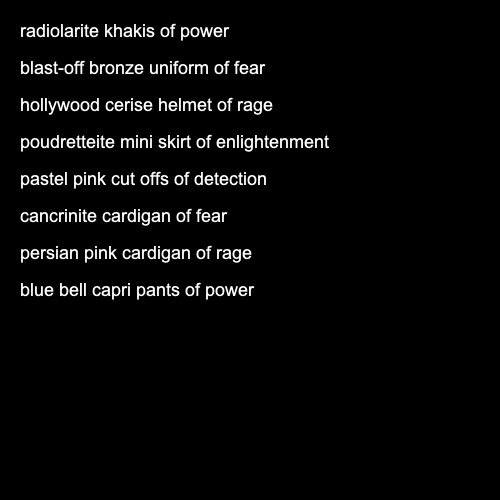 radiolarite khakis of power
blast-off bronze uniform of fear
hollywood cerise helmet of rage
poudretteite mini skirt of enlightenment
pastel pink cut offs of detection
cancrinite cardigan of fear
persian pink cardigan of rage
blue bell capri pants of power